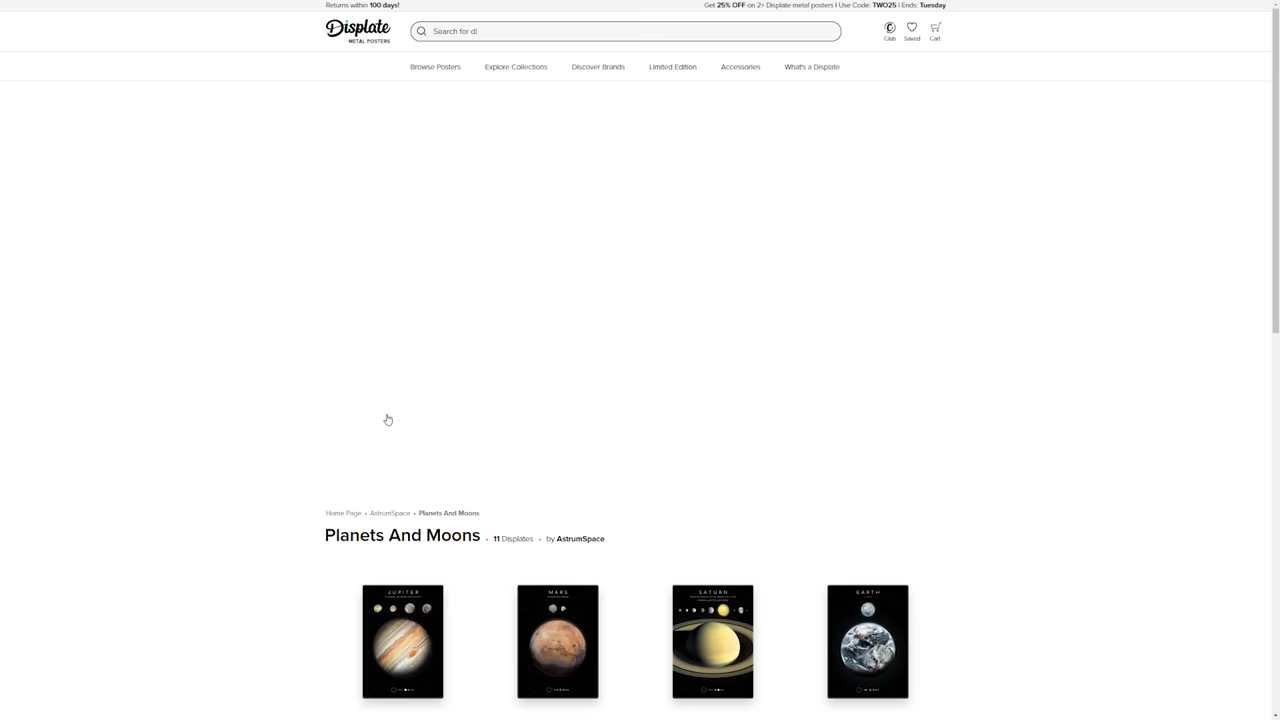 Returns within 100 days!
Get 25% OFF on 2+ Displate metal posters | Use Code: TWO25 | Ends: Tuesday
Displate
METAL POSTERS
Search for di
Club
Saved
Cart
Browse Posters
Explore Collections
Discover Brands
Limited Edition
Accessories
What's a Displate
Home Page • AstrumSpace • Planets And Moons
Planets And Moons • 11 Displates • by AstrumSpace
JUPITER
MARS
SATURN
EARTH